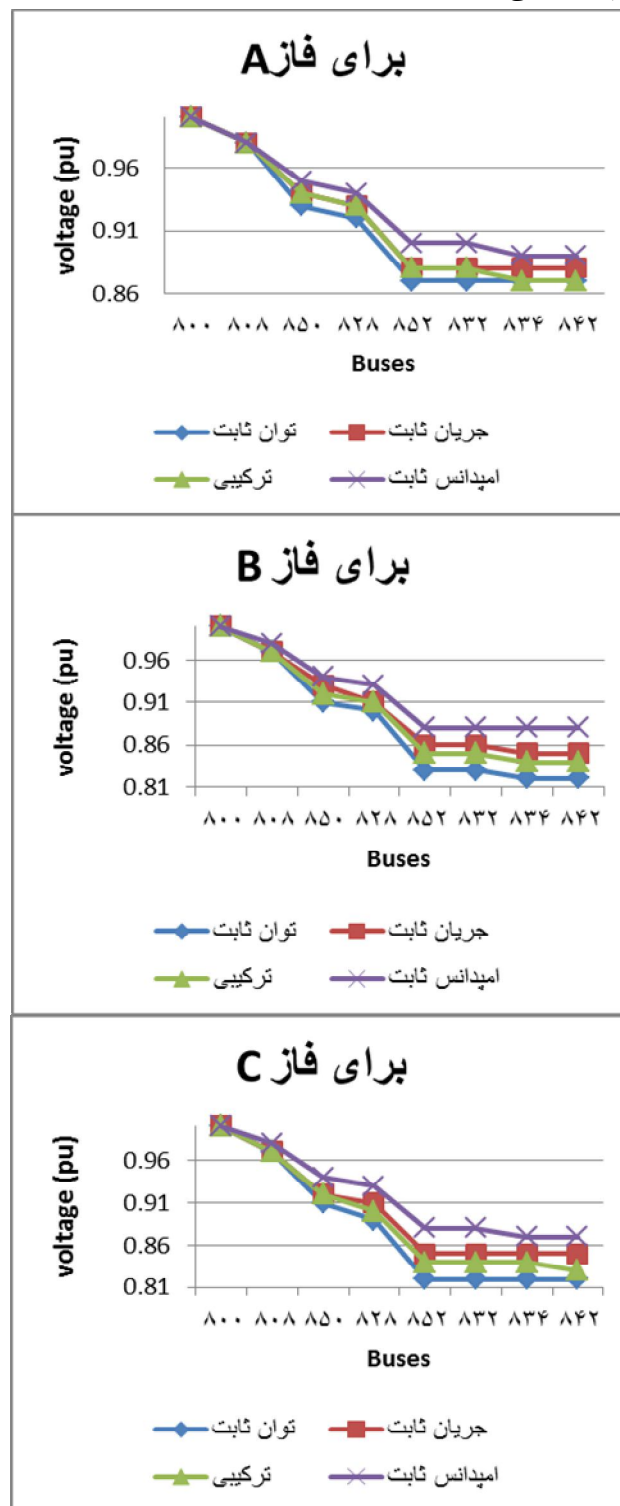 برای فاز A
voltage (pu)
0.96
0.91
0.86
۸۰۰ ۸۰۸ ۸۵۰ ۸۲۸ ۸۵۲ ۸۳۲ ۸۳۴ ۸۴۲
Buses
توان ثابت جریان ثابت
ترکیبی امپدانس ثابت
برای فاز B
voltage (pu)
0.96
0.91
0.86
0.81
۸۰۰ ۸۰۸ ۸۵۰ ۸۲۸ ۸۵۲ ۸۳۲ ۸۳۴ ۸۴۲
Buses
توان ثابت جریان ثابت
ترکیبی امپدانس ثابت
برای فاز C
voltage (pu)
0.96
0.91
0.86
0.81
۸۰۰ ۸۰۸ ۸۵۰ ۸۲۸ ۸۵۲ ۸۳۲ ۸۳۴ ۸۴۲
Buses
توان ثابت جریان ثابت
ترکیبی امپدانس ثابت